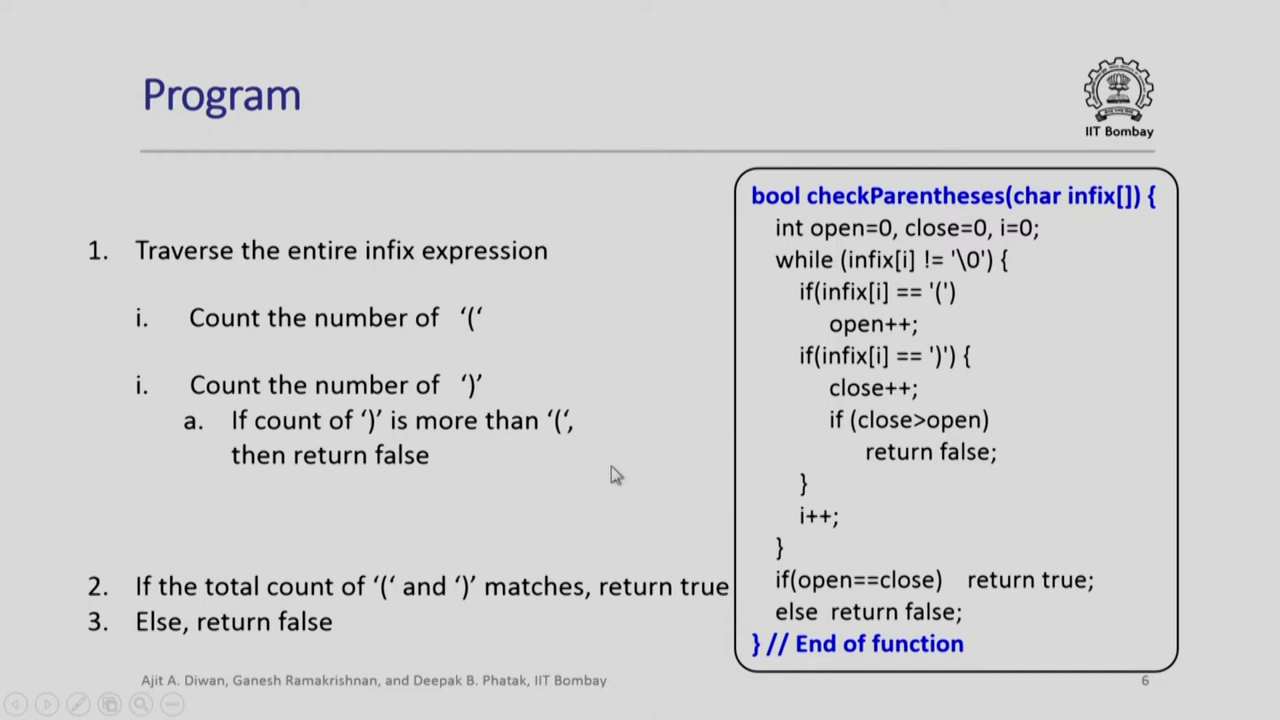 Program
IIT Bombay
1. Traverse the entire infix expression
i. Count the number of ‘(‘
i. Count the number of ‘)’
a. If count of ‘)’ is more than ‘(‘,
then return false
2. If the total count of ‘(‘ and ‘)’ matches, return true
3. Else, return false
bool checkParentheses(char infix[]) {
int open=0, close=0, i=0;
while (infix[i] != '\0') {
if(infix[i] == '(')
open++;
if(infix[i] == ')') {
close++;
if (close>open)
return false;
}
i++;
}
if(open==close) return true;
else return false;
} // End of function
Ajit A. Diwan, Ganesh Ramakrishnan, and Deepak B. Phatak, IIT Bombay
6